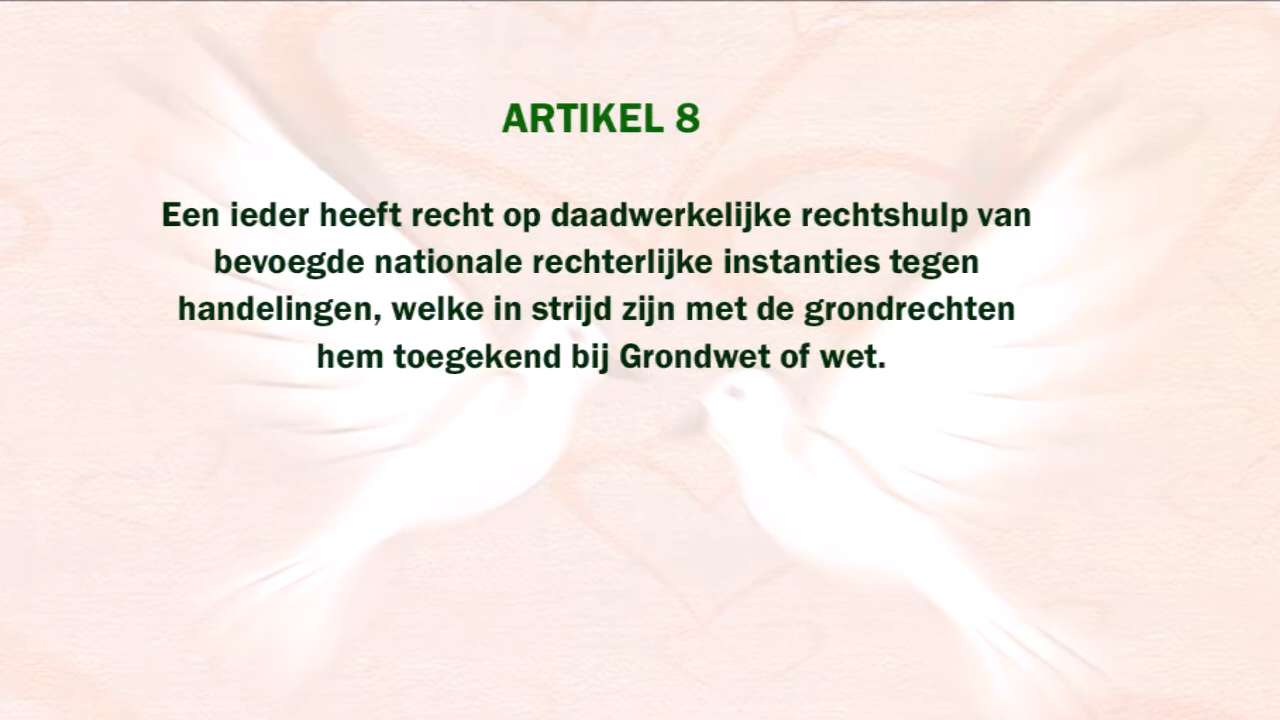 ARTIKEL 8
Een ieder heeft recht op daadwerkelijke rechtshulp van
bevoegde nationale rechterlijke instanties tegen
handelingen, welke in strijd zijn met de grondrechten
hem toegekend bij Grondwet of wet.